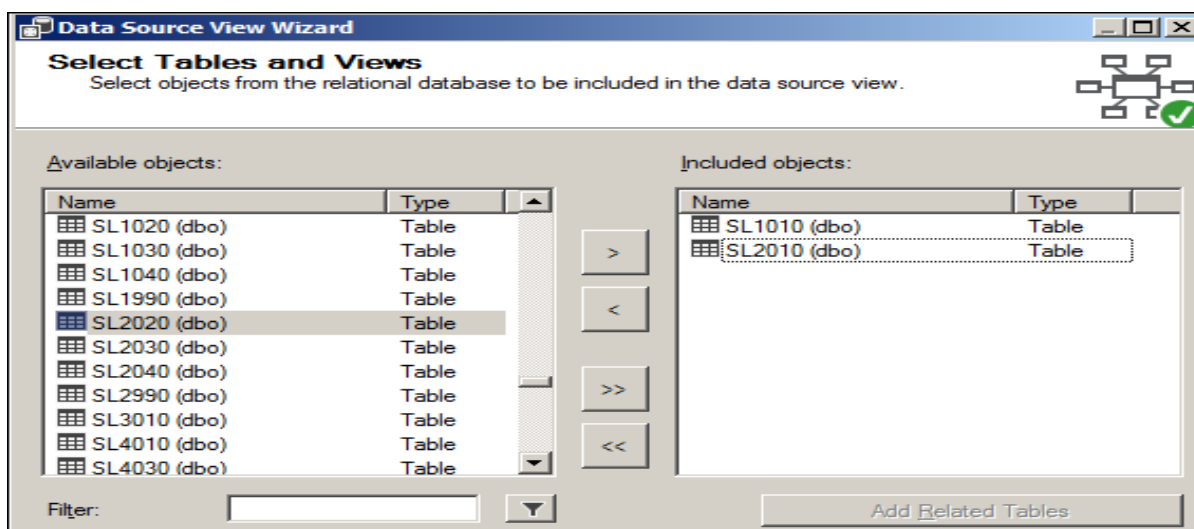 Data Source View Wizard
Select Tables and Views
Select objects from the relational database to be included in the data source view.
Available objects:
Name Type
SL1020 (dbo) Table
SL1030 (dbo) Table
SL1040 (dbo) Table
SL1990 (dbo) Table
SL2020 (dbo) Table
SL2030 (dbo) Table
SL2040 (dbo) Table
SL2990 (dbo) Table
SL3010 (dbo) Table
SL4010 (dbo) Table
SL4030 (dbo) Table
Filter:
>
<
>>
<<
Included objects:
Name Type
SL1010 (dbo) Table
SL2010 (dbo) Table
Add Related Tables